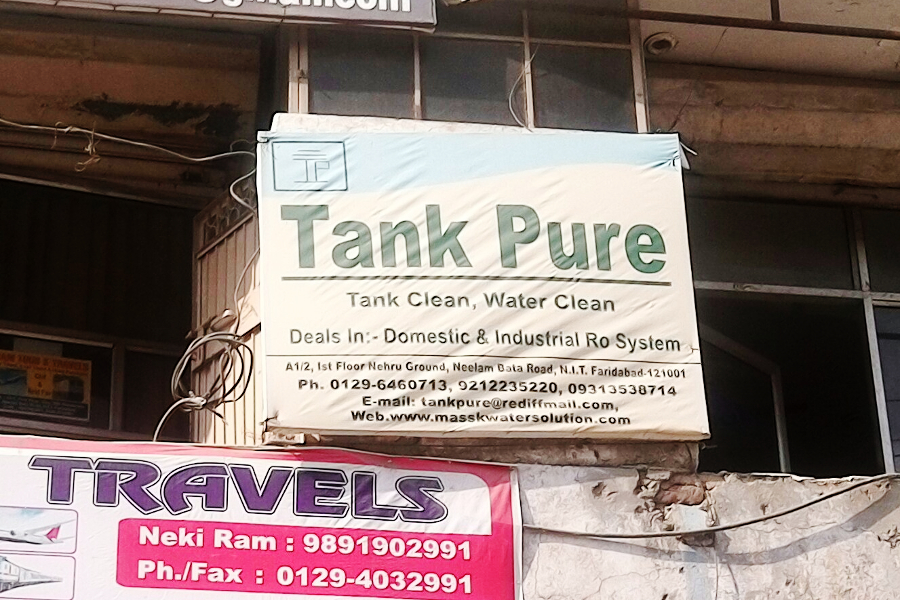 TP
Tank Pure
Tank Clean, Water Clean
Deals In:- Domestic & Industrial Ro System
A1/2, Ist Floor Nehru Ground, Neelam Bata Road, N.I.T. Faridabad-121001
Ph. 0129-6460713, 9212235220, 09313538714
E-mail: tankpure@rediffmail.com,
Web.www.masskwatersolution.com
TRAVELS
Neki Ram : 9891902991
Ph./Fax : 0129-4032991